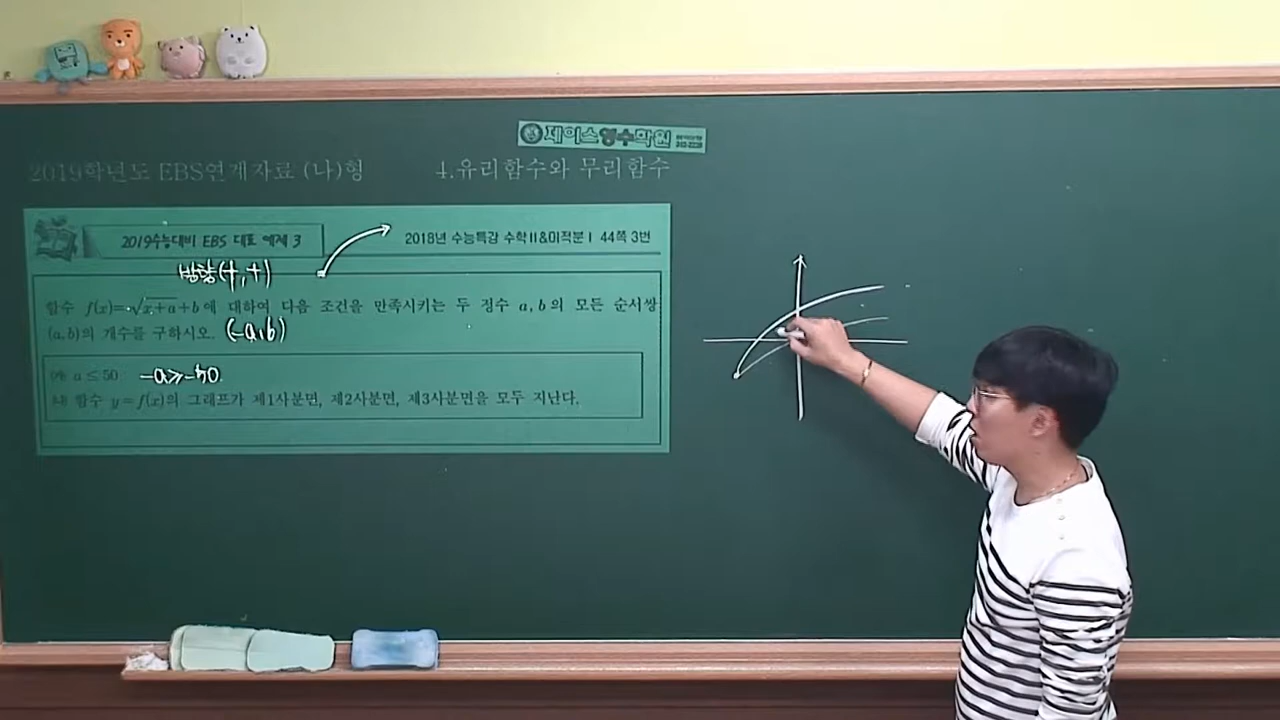 제이스영수학원
2019학년도 EBS연계자료 (나)형 4.유리함수와 무리함수
2019수능대비 EBS 대표 예제 3 2018년 수능특강 수학Ⅱ&미적분Ⅰ 44쪽 3번
방향(+,+)
함수 f(x)=√x+a+b에 대하여 다음 조건을 만족시키는 두 정수 a, b의 모든 순서쌍
(a, b)의 개수를 구하시오. (-a,b)
(가) a≤50 -a≥-50
(나) 함수 y=f(x)의 그래프가 제1사분면, 제2사분면, 제3사분면을 모두 지난다.